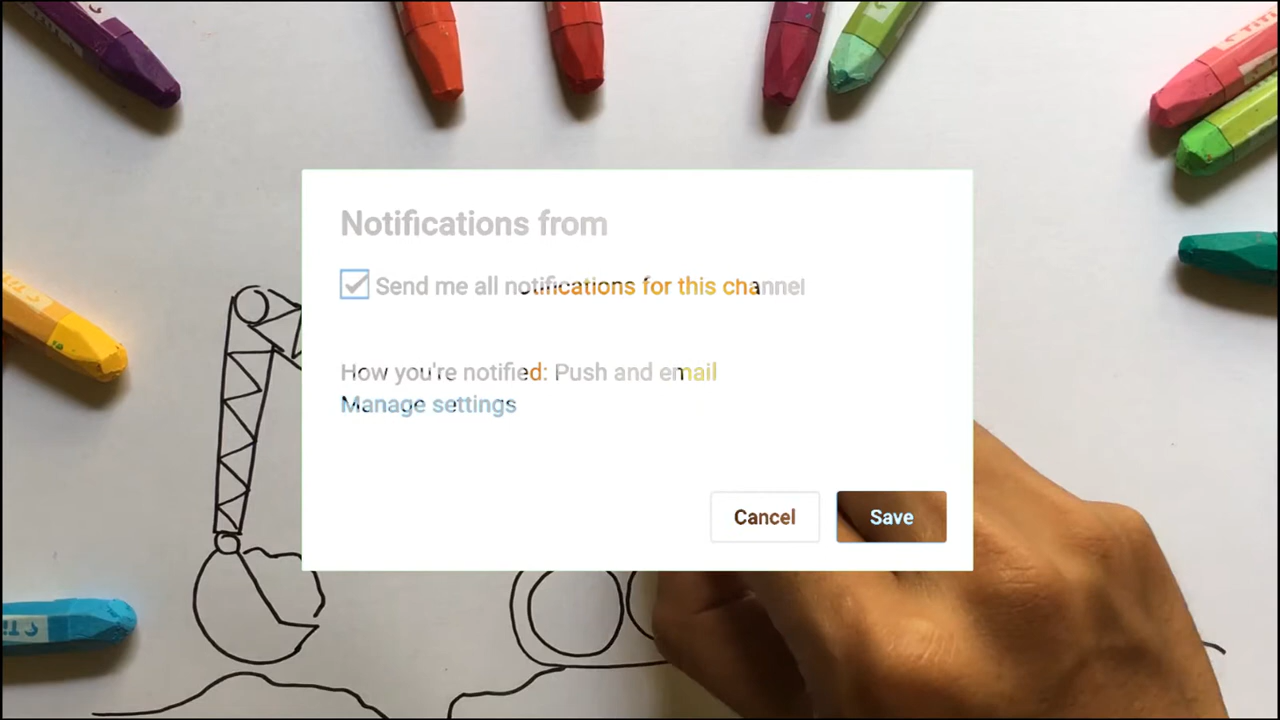 Notifications from
Send me all notifications for this channel
How you're notified: Push and email
Manage settings
Cancel
Save